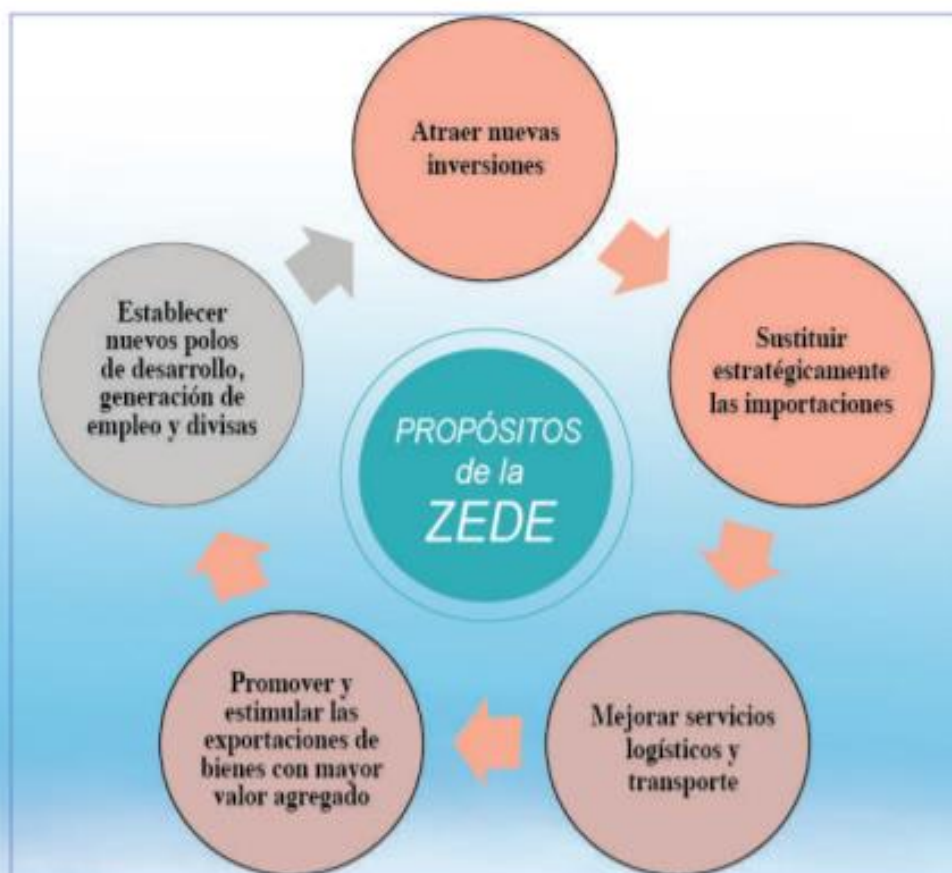 Atraer nuevas
inversiones
Sustituir
estratégicamente
las importaciones
Mejorar servicios
logísticos y
transporte
Promover y
estimular las
exportaciones de
bienes con mayor
valor agregado
Establecer
nuevos polos
de desarrollo,
generación de
empleo y divisas
PROPÓSITOS
de la
ZEDE